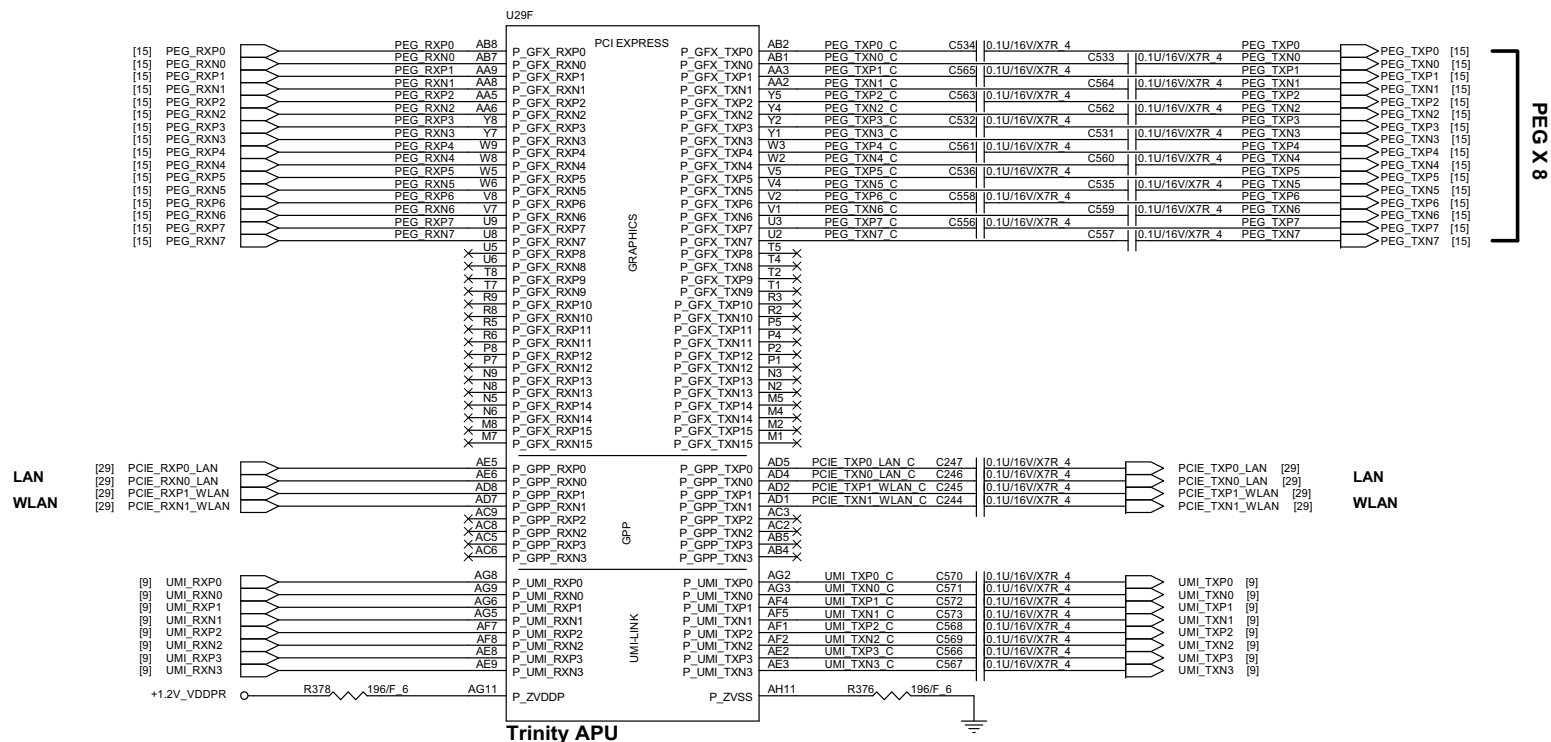 U29F
PCI EXPRESS
[15] PEG_RXP0 PEG_RXP0 AB8 P_GFX_RXP0 P_GFX_TXP0 AB2 PEG_TXP0_C C534 0.1U/16V/X7R_4 PEG_TXP0 PEG_TXP0 [15]
[15] PEG_RXN0 PEG_RXN0 AB7 P_GFX_RXN0 P_GFX_TXN0 AB1 PEG_TXN0_C C533 0.1U/16V/X7R_4 PEG_TXN0 PEG_TXN0 [15]
[15] PEG_RXP1 PEG_RXP1 AA9 P_GFX_RXP1 P_GFX_TXP1 AA3 PEG_TXP1_C C565 0.1U/16V/X7R_4 PEG_TXP1 PEG_TXP1 [15]
[15] PEG_RXN1 PEG_RXN1 AA8 P_GFX_RXN1 P_GFX_TXN1 AA2 PEG_TXN1_C C564 0.1U/16V/X7R_4 PEG_TXN1 PEG_TXN1 [15]
[15] PEG_RXP2 PEG_RXP2 AA5 P_GFX_RXP2 P_GFX_TXP2 Y5 PEG_TXP2_C C563 0.1U/16V/X7R_4 PEG_TXP2 PEG_TXP2 [15]
[15] PEG_RXN2 PEG_RXN2 AA6 P_GFX_RXN2 P_GFX_TXN2 Y4 PEG_TXN2_C C562 0.1U/16V/X7R_4 PEG_TXN2 PEG_TXN2 [15]
[15] PEG_RXP3 PEG_RXP3 Y8 P_GFX_RXP3 P_GFX_TXP3 Y2 PEG_TXP3_C C532 0.1U/16V/X7R_4 PEG_TXP3 PEG_TXP3 [15]
[15] PEG_RXN3 PEG_RXN3 Y7 P_GFX_RXN3 P_GFX_TXN3 Y1 PEG_TXN3_C C531 0.1U/16V/X7R_4 PEG_TXN3 PEG_TXN3 [15]
[15] PEG_RXP4 PEG_RXP4 W9 P_GFX_RXP4 P_GFX_TXP4 W3 PEG_TXP4_C C561 0.1U/16V/X7R_4 PEG_TXP4 PEG_TXP4 [15]
[15] PEG_RXN4 PEG_RXN4 W8 P_GFX_RXN4 P_GFX_TXN4 W2 PEG_TXN4_C C560 0.1U/16V/X7R_4 PEG_TXN4 PEG_TXN4 [15]
[15] PEG_RXP5 PEG_RXP5 W5 P_GFX_RXP5 P_GFX_TXP5 V5 PEG_TXP5_C C536 0.1U/16V/X7R_4 PEG_TXP5 PEG_TXP5 [15]
[15] PEG_RXN5 PEG_RXN5 W6 P_GFX_RXN5 P_GFX_TXN5 V4 PEG_TXN5_C C535 0.1U/16V/X7R_4 PEG_TXN5 PEG_TXN5 [15]
[15] PEG_RXP6 PEG_RXP6 V8 P_GFX_RXP6 P_GFX_TXP6 V2 PEG_TXP6_C C558 0.1U/16V/X7R_4 PEG_TXP6 PEG_TXP6 [15]
[15] PEG_RXN6 PEG_RXN6 V7 P_GFX_RXN6 P_GFX_TXN6 V1 PEG_TXN6_C C559 0.1U/16V/X7R_4 PEG_TXN6 PEG_TXN6 [15]
[15] PEG_RXP7 PEG_RXP7 U9 P_GFX_RXP7 P_GFX_TXP7 U3 PEG_TXP7_C C556 0.1U/16V/X7R_4 PEG_TXP7 PEG_TXP7 [15]
[15] PEG_RXN7 PEG_RXN7 U8 P_GFX_RXN7 P_GFX_TXN7 U2 PEG_TXN7_C C557 0.1U/16V/X7R_4 PEG_TXN7 PEG_TXN7 [15]
PEG X 8
GRAPHICS
U5 P_GFX_RXP8 P_GFX_TXP8 T5
U6 P_GFX_RXN8 P_GFX_TXN8 T4
T8 P_GFX_RXP9 P_GFX_TXP9 T2
T7 P_GFX_RXN9 P_GFX_TXN9 T1
R9 P_GFX_RXP10 P_GFX_TXP10 R3
R8 P_GFX_RXN10 P_GFX_TXN10 R2
R5 P_GFX_RXP11 P_GFX_TXP11 P5
R6 P_GFX_RXN11 P_GFX_TXN11 P4
P8 P_GFX_RXP12 P_GFX_TXP12 P2
P7 P_GFX_RXN12 P_GFX_TXN12 P1
N9 P_GFX_RXP13 P_GFX_TXP13 N3
N8 P_GFX_RXN13 P_GFX_TXN13 N2
N5 P_GFX_RXP14 P_GFX_TXP14 M5
N6 P_GFX_RXN14 P_GFX_TXN14 M4
M8 P_GFX_RXP15 P_GFX_TXP15 M2
M7 P_GFX_RXN15 P_GFX_TXN15 M1
LAN [29] PCIE_RXP0_LAN AE5 P_GPP_RXP0 P_GPP_TXP0 AD5 PCIE_TXP0_LAN_C C247 0.1U/16V/X7R_4 PCIE_TXP0_LAN [29] LAN
[29] PCIE_RXN0_LAN AE6 P_GPP_RXN0 P_GPP_TXN0 AD4 PCIE_TXN0_LAN_C C246 0.1U/16V/X7R_4 PCIE_TXN0_LAN [29]
WLAN [29] PCIE_RXP1_WLAN AD8 P_GPP_RXP1 P_GPP_TXP1 AD2 PCIE_TXP1_WLAN_C C245 0.1U/16V/X7R_4 PCIE_TXP1_WLAN [29] WLAN
[29] PCIE_RXN1_WLAN AD7 P_GPP_RXN1 P_GPP_TXN1 AD1 PCIE_TXN1_WLAN_C C244 0.1U/16V/X7R_4 PCIE_TXN1_WLAN [29]
GPP
AC9 P_GPP_RXP2 P_GPP_TXP2 AC3
AC8 P_GPP_RXN2 P_GPP_TXN2 AC2
AC5 P_GPP_RXP3 P_GPP_TXP3 AB5
AC6 P_GPP_RXN3 P_GPP_TXN3 AB4
[9] UMI_RXP0 AG8 P_UMI_RXP0 P_UMI_TXP0 AG2 UMI_TXP0_C C570 0.1U/16V/X7R_4 UMI_TXP0 [9]
[9] UMI_RXN0 AG9 P_UMI_RXN0 P_UMI_TXN0 AG3 UMI_TXN0_C C571 0.1U/16V/X7R_4 UMI_TXN0 [9]
[9] UMI_RXP1 AG6 P_UMI_RXP1 P_UMI_TXP1 AF4 UMI_TXP1_C C572 0.1U/16V/X7R_4 UMI_TXP1 [9]
[9] UMI_RXN1 AG5 P_UMI_RXN1 P_UMI_TXN1 AF5 UMI_TXN1_C C573 0.1U/16V/X7R_4 UMI_TXN1 [9]
[9] UMI_RXP2 AF7 P_UMI_RXP2 P_UMI_TXP2 AF1 UMI_TXP2_C C568 0.1U/16V/X7R_4 UMI_TXP2 [9]
[9] UMI_RXN2 AF8 P_UMI_RXN2 P_UMI_TXN2 AF2 UMI_TXN2_C C569 0.1U/16V/X7R_4 UMI_TXN2 [9]
[9] UMI_RXP3 AE8 P_UMI_RXP3 P_UMI_TXP3 AE2 UMI_TXP3_C C566 0.1U/16V/X7R_4 UMI_TXP3 [9]
[9] UMI_RXN3 AE9 P_UMI_RXN3 P_UMI_TXN3 AE3 UMI_TXN3_C C567 0.1U/16V/X7R_4 UMI_TXN3 [9]
UMI-LINK
+1.2V_VDDPR R378 196/F_6 AG11 P_ZVDDP P_ZVSS AH11 R376 196/F_6
Trinity APU